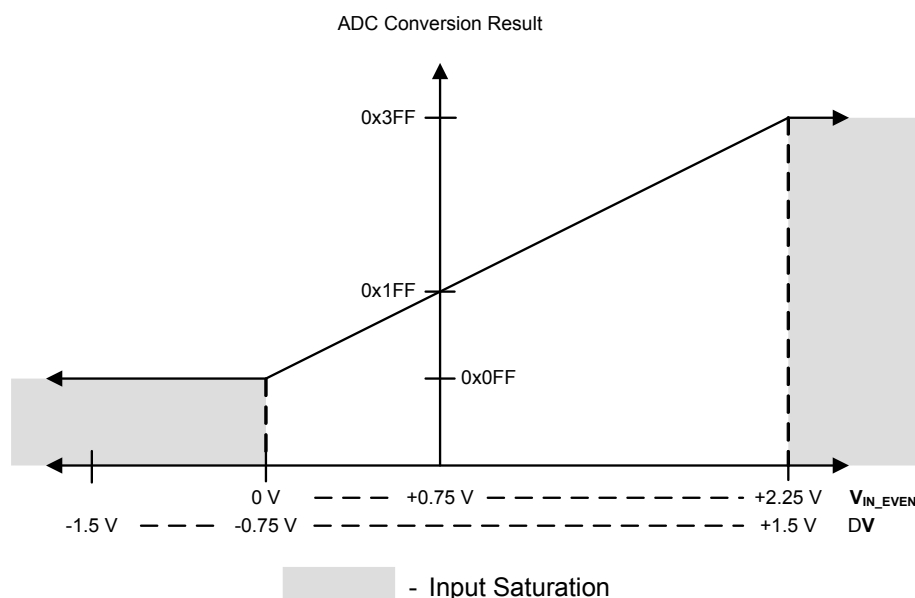 ADC Conversion Result
0x3FF
0x1FF
0x0FF
0 V +0.75 V +2.25 V VIN_EVEN
-1.5 V -0.75 V +1.5 V DV
- Input Saturation